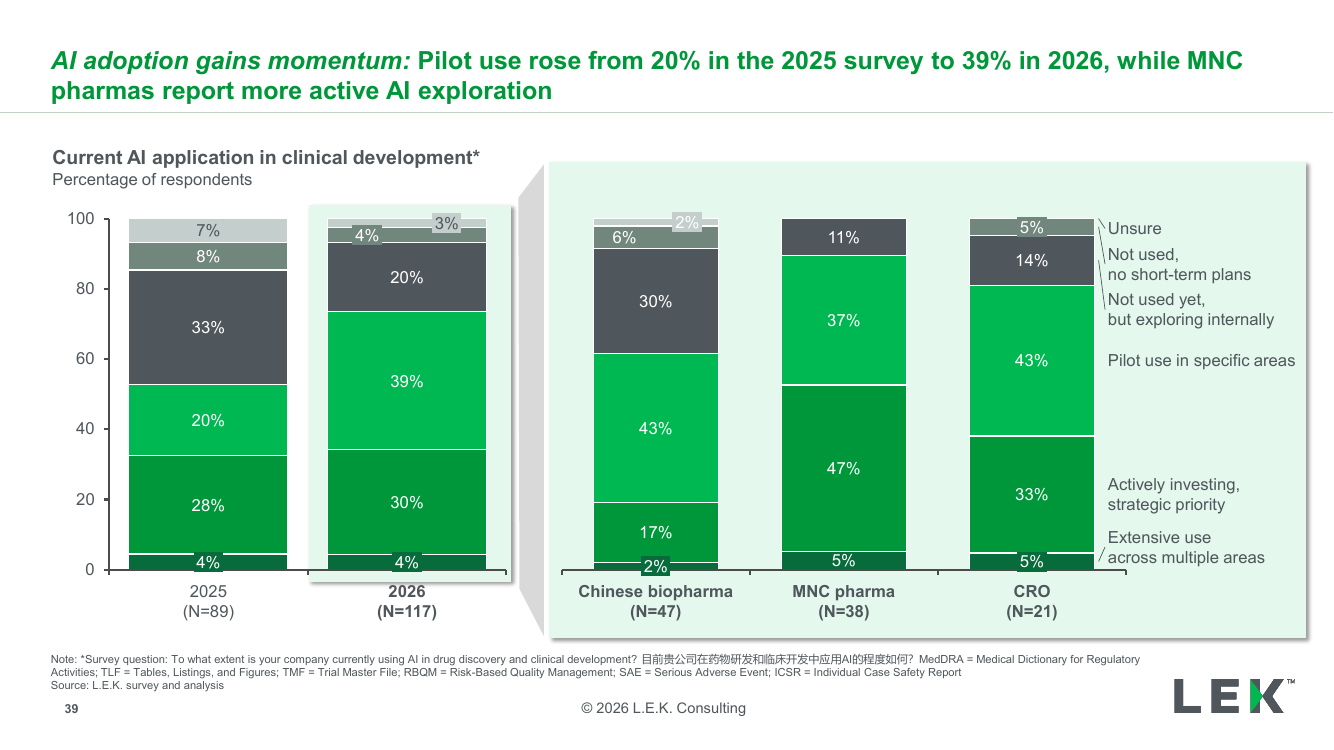 AI adoption gains momentum: Pilot use rose from 20% in the 2025 survey to 39% in 2026, while MNC
pharmas report more active AI exploration
Current AI application in clinical development*
Percentage of respondents
100
80
60
40
20
0
7%
8%
33%
20%
28%
4%
2025
(N=89)
3%
4%
20%
39%
30%
4%
2026
(N=117)
2%
6%
30%
43%
17%
2%
Chinese biopharma
(N=47)
11%
37%
47%
5%
MNC pharma
(N=38)
5%
14%
43%
33%
5%
CRO
(N=21)
Unsure
Not used,
no short-term plans
Not used yet,
but exploring internally
Pilot use in specific areas
Actively investing,
strategic priority
Extensive use
across multiple areas
Note: *Survey question: To what extent is your company currently using AI in drug discovery and clinical development? 目前贵公司在药物研发和临床开发中应用AI的程度如何? MedDRA = Medical Dictionary for Regulatory
Activities; TLF = Tables, Listings, and Figures; TMF = Trial Master File; RBQM = Risk-Based Quality Management; SAE = Serious Adverse Event; ICSR = Individual Case Safety Report
Source: L.E.K. survey and analysis
39
© 2026 L.E.K. Consulting
LEK™